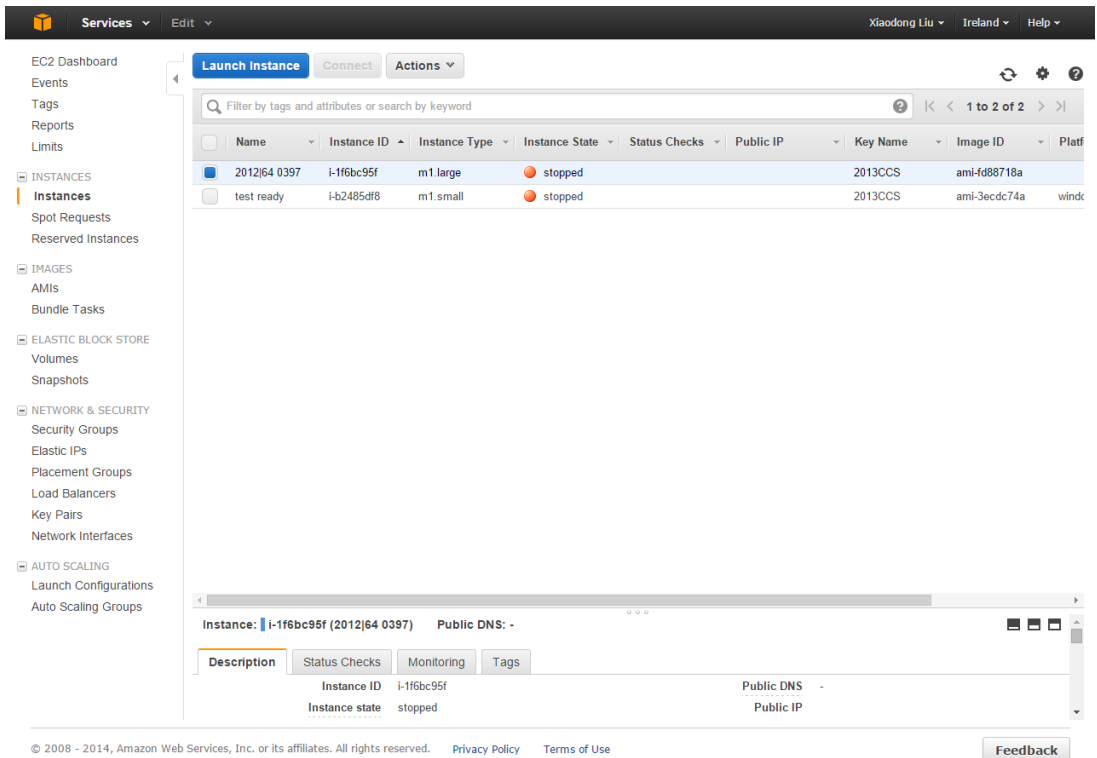 Services Edit Xiaodong Liu Ireland Help
EC2 Dashboard
Events
Tags
Reports
Limits
INSTANCES
Instances
Spot Requests
Reserved Instances
IMAGES
AMIs
Bundle Tasks
ELASTIC BLOCK STORE
Volumes
Snapshots
NETWORK & SECURITY
Security Groups
Elastic IPs
Placement Groups
Load Balancers
Key Pairs
Network Interfaces
AUTO SCALING
Launch Configurations
Auto Scaling Groups
Launch Instance Connect Actions
Filter by tags and attributes or search by keyword 1 to 2 of 2
Name Instance ID Instance Type Instance State Status Checks Public IP Key Name Image ID Platf
2012|64 0397 i-1f6bc95f m1.large stopped 2013CCS ami-fd88718a
test ready i-b2485df8 m1.small stopped 2013CCS ami-3ecdc74a windo
Instance: i-1f6bc95f (2012|64 0397) Public DNS: -
Description Status Checks Monitoring Tags
Instance ID i-1f6bc95f Public DNS -
Instance state stopped Public IP
© 2008 - 2014, Amazon Web Services, Inc. or its affiliates. All rights reserved. Privacy Policy Terms of Use Feedback